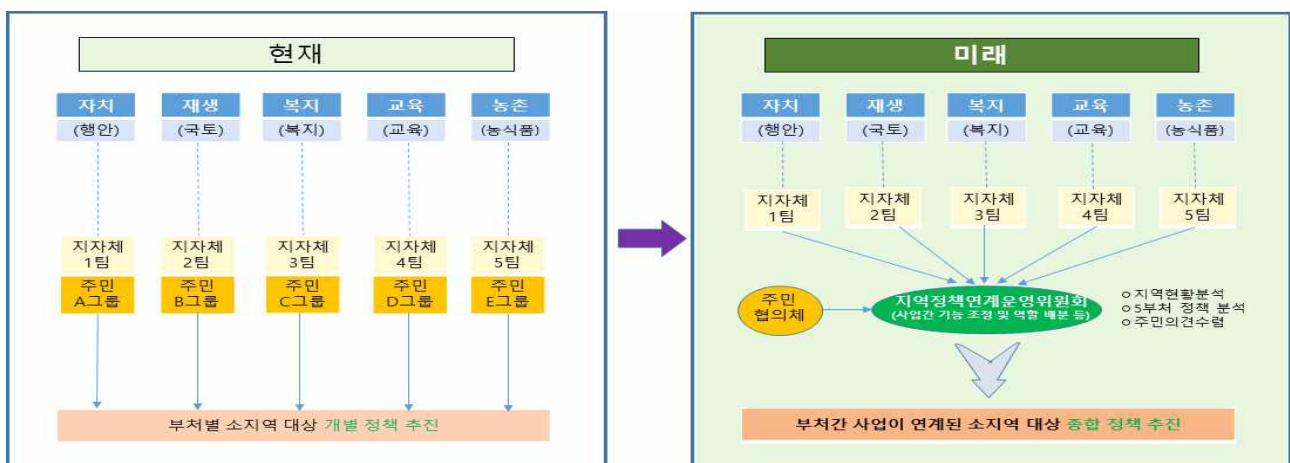 현재
자치 재생 복지 교육 농촌
(행안) (국토) (복지) (교육) (농식품)
지자체 지자체 지자체 지자체 지자체
1팀 2팀 3팀 4팀 5팀
주민 주민 주민 주민 주민
A그룹 B그룹 C그룹 D그룹 E그룹
부처별 소지역 대상 개별 정책 추진
미래
자치 재생 복지 교육 농촌
(행안) (국토) (복지) (교육) (농식품)
지자체 지자체 지자체 지자체 지자체
1팀 2팀 3팀 4팀 5팀
주민
협의체
지역정책연계운영위원회
(사업간 기능 조정 및 역할 배분 등)
ㅇ지역현황분석
ㅇ5부처 정책 분석
ㅇ주민의견수렴
부처간 사업이 연계된 소지역 대상 종합 정책 추진